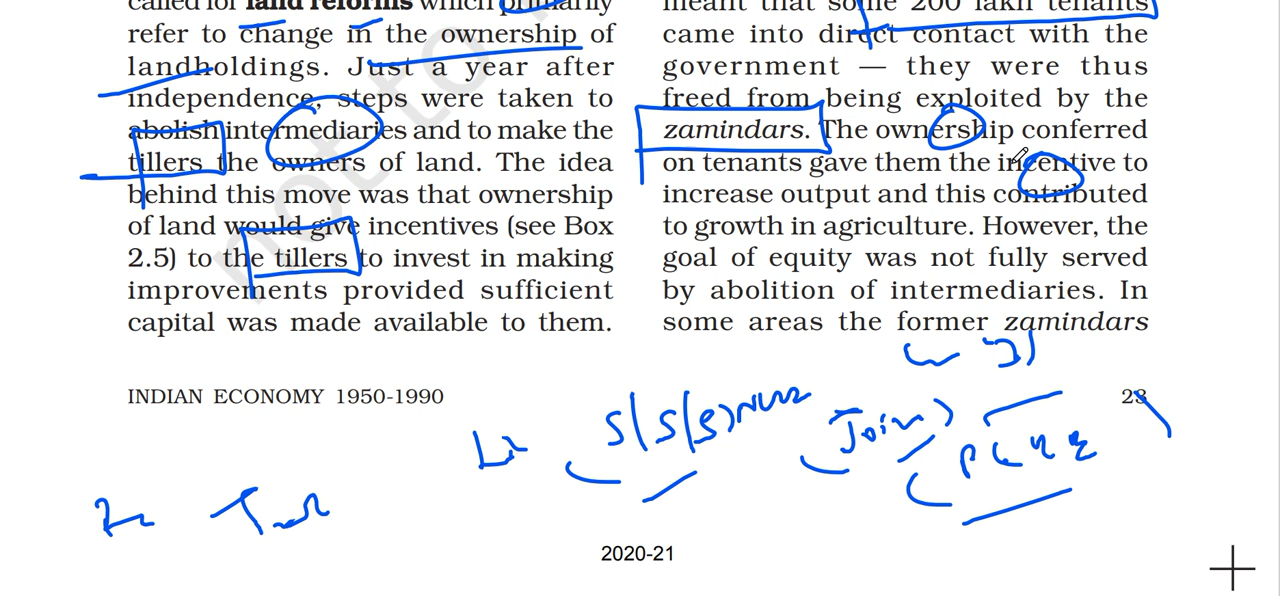 called for land reforms which primarily
refer to change in the ownership of
landholdings. Just a year after
independence, steps were taken to
abolish intermediaries and to make the
tillers the owners of land. The idea
behind this move was that ownership
of land would give incentives (see Box
2.5) to the tillers to invest in making
improvements provided sufficient
capital was made available to them.
meant that some 200 lakh tenants
came into direct contact with the
government — they were thus
freed from being exploited by the
zamindars. The ownership conferred
on tenants gave them the incentive to
increase output and this contributed
to growth in agriculture. However, the
goal of equity was not fully served
by abolition of intermediaries. In
some areas the former zamindars
not to
INDIAN ECONOMY 1950-1990
23
2020-21